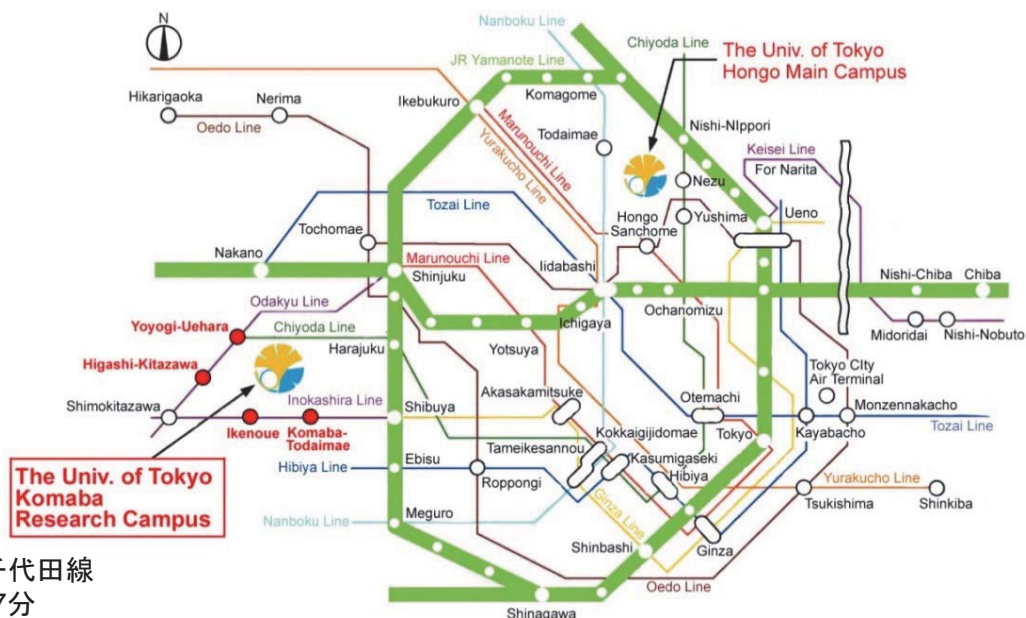 N
Nanboku Line
Chiyoda Line
The Univ. of Tokyo
Hongo Main Campus
JR Yamanote Line
Hikarigaoka
Nerima
Oedo Line
Ikebukuro
Komagome
Marunouchi Line
Yurakucho Line
Todaimae
Nishi-NIppori
Keisei Line
For Narita
Nezu
Tozai Line
Yushima
Ueno
Tochomae
Hongo
Sanchome
Nakano
Marunouchi Line
Shinjuku
Iidabashi
Nishi-Chiba
Chiba
Odakyu Line
Ochanomizu
Ichigaya
Yoyogi-Uehara
Chiyoda Line
Harajuku
Yotsuya
Midoridai
Nishi-Nobuto
Higashi-Kitazawa
Tokyo CIty
Air Terminal
Akasakamitsuke
Otemachi
Shimokitazawa
Inokashira Line
Shibuya
Monzennakacho
Ikenoue
Komaba-
Todaimae
Kokkaigijidomae
Tokyo
Kayabacho
Tozai Line
Tameikesannou
Kasumigaseki
Hibiya Line
Ebisu
Roppongi
Hibiya
Yurakucho Line
The Univ. of Tokyo
Komaba
Research Campus
Ginza Line
Tsukishima
Shinkiba
Nanboku Line
Meguro
Ginza
Shinbashi
Oedo Line
Shinagawa
千代田線
7分